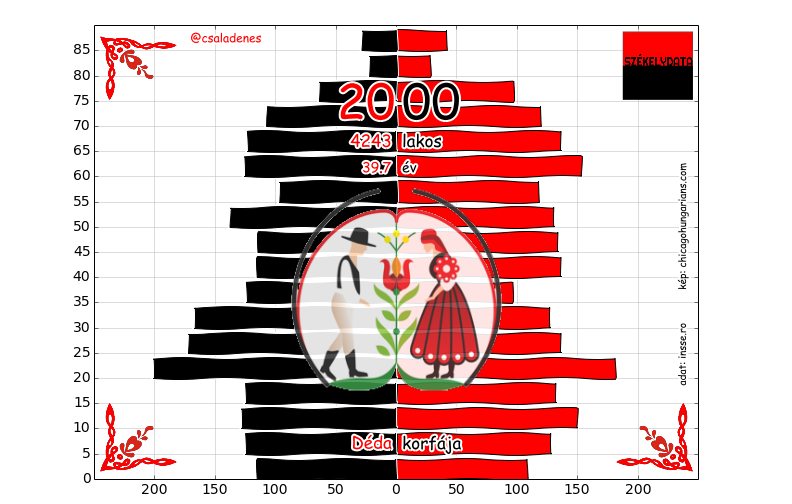 @csaladenes
SZÉKELYDATA
2000
4243 lakos
39.7 év
kép: chicagohungarians.com
adat: insse.ro
Déda korfája
85
80
75
70
65
60
55
50
45
40
35
30
25
20
15
10
5
0
200 150 100 50 0 50 100 150 200